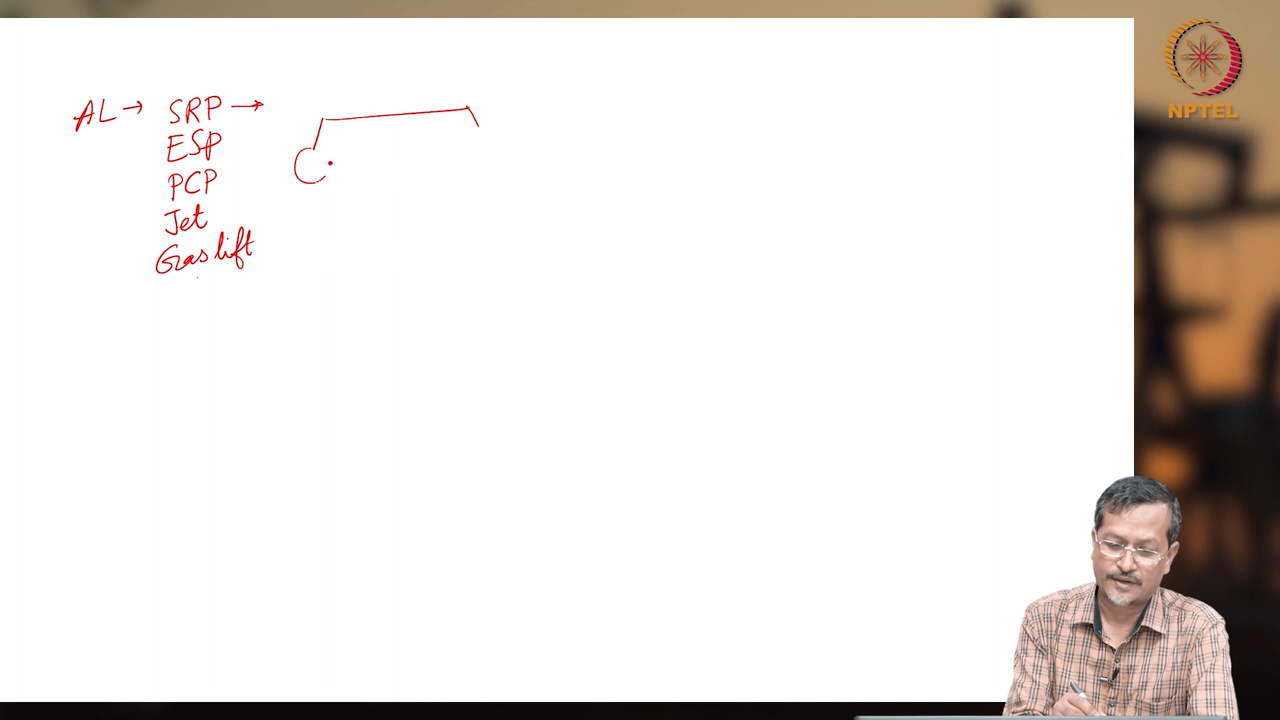 AL → SRP →
ESP
PCP
Jet
Gas lift
NPTEL